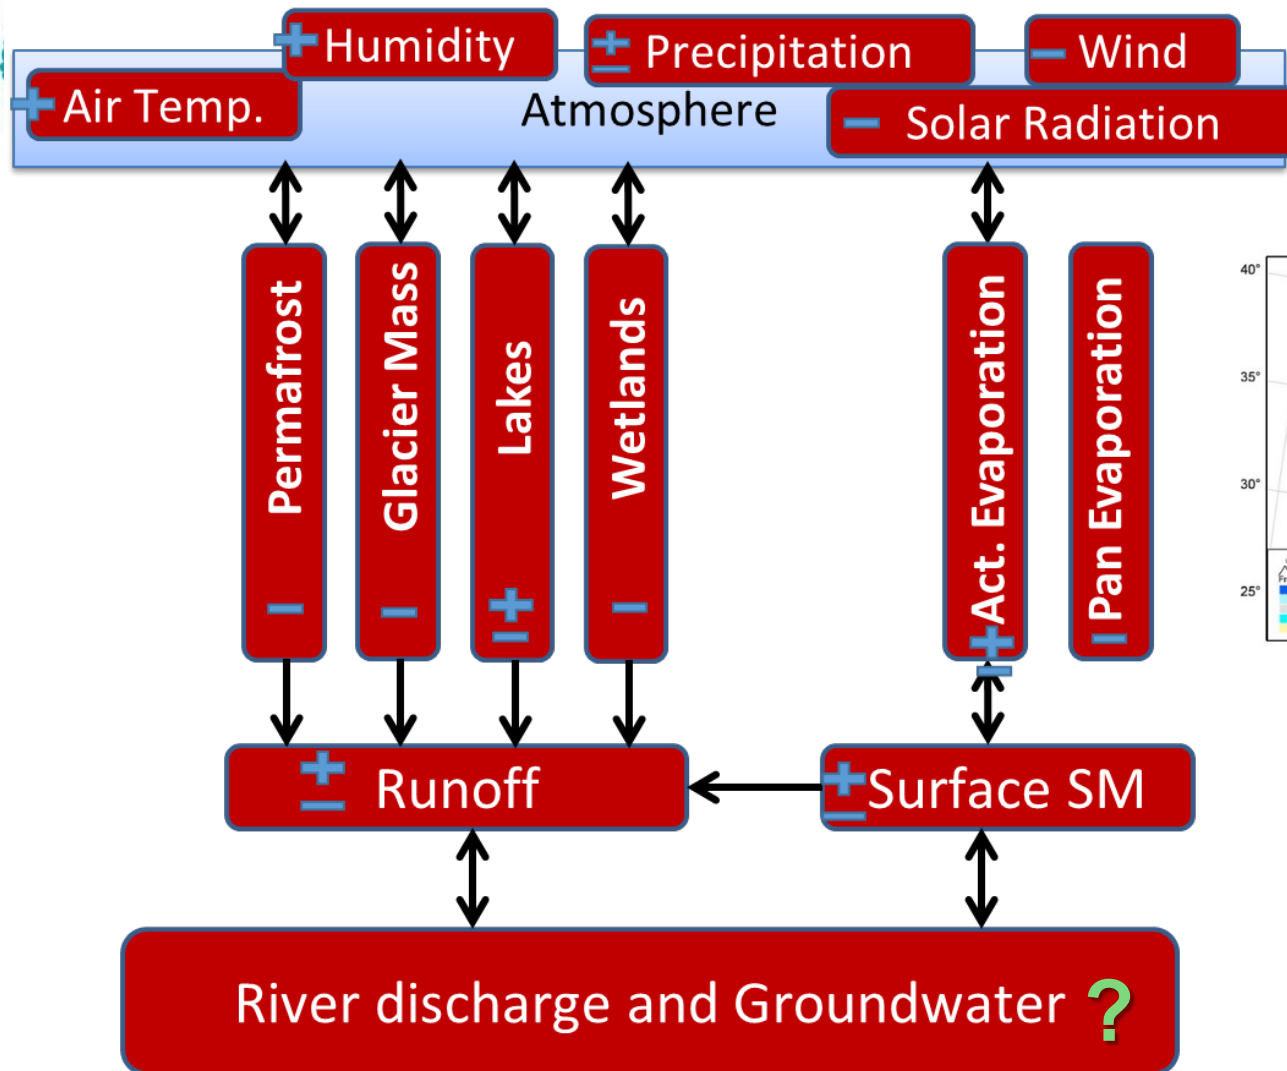 Humidity
Precipitation
Wind
Air Temp.
Atmosphere
Solar Radiation
Permafrost
Glacier Mass
Lakes
Wetlands
Act. Evaporation
Pan Evaporation
40°
35°
30°
25°
Runoff
Surface SM
River discharge and Groundwater ?